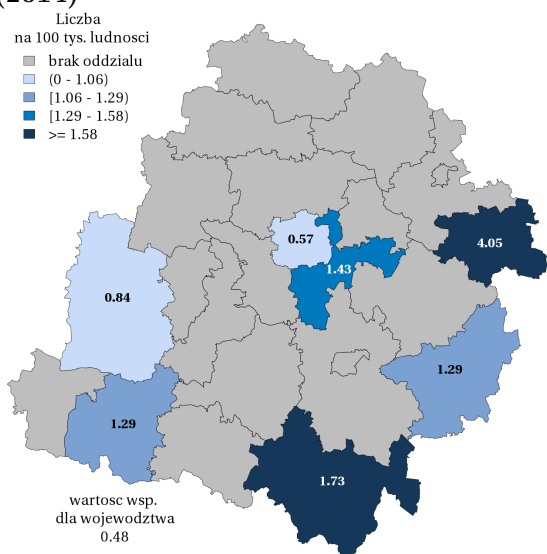 (2014)
Liczba
na 100 tys. ludnosci
brak oddzialu
(0 - 1.06)
[1.06 - 1.29)
[1.29 - 1.58)
>= 1.58
0.57
4.05
1.43
0.84
1.29
1.29
1.73
wartosc wsp.
dla wojewodztwa
0.48